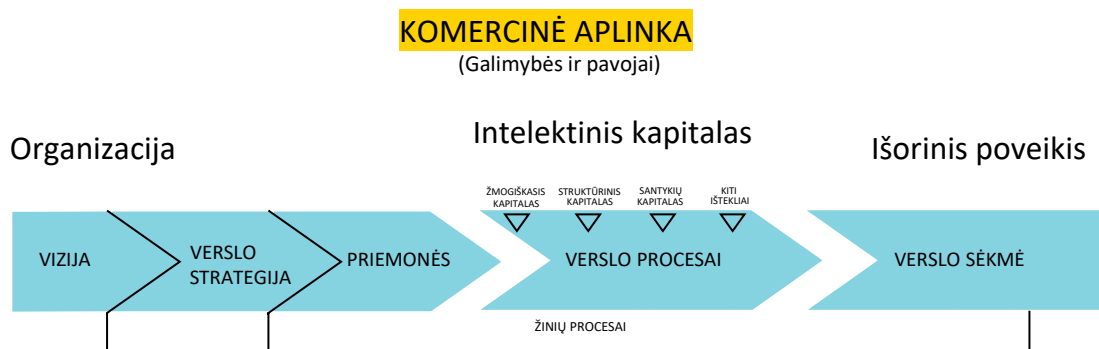 KOMERCINĖ APLINKA
(Galimybės ir pavojai)
Organizacija
Intelektinis kapitalas
Išorinis poveikis
ŽMOGIŠKASIS
KAPITALAS
STRUKTŪRINIS
KAPITALAS
SANTYKIŲ
KAPITALAS
KITI
IŠTEKLIAI
VIZIJA
VERSLO
STRATEGIJA
PRIEMONĖS
VERSLO PROCESAI
VERSLO SĖKMĖ
ŽINIŲ PROCESAI